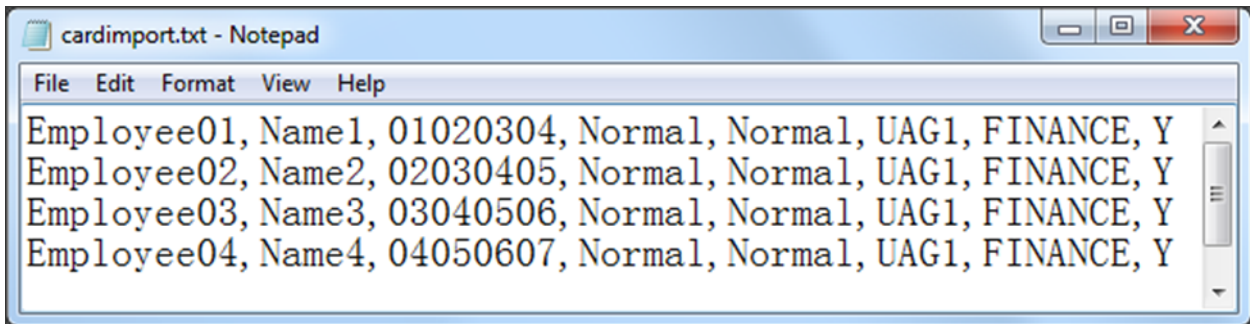 cardimport.txt - Notepad
File Edit Format View Help
Employee01, Name1, 01020304, Normal, Normal, UAG1, FINANCE, Y
Employee02, Name2, 02030405, Normal, Normal, UAG1, FINANCE, Y
Employee03, Name3, 03040506, Normal, Normal, UAG1, FINANCE, Y
Employee04, Name4, 04050607, Normal, Normal, UAG1, FINANCE, Y